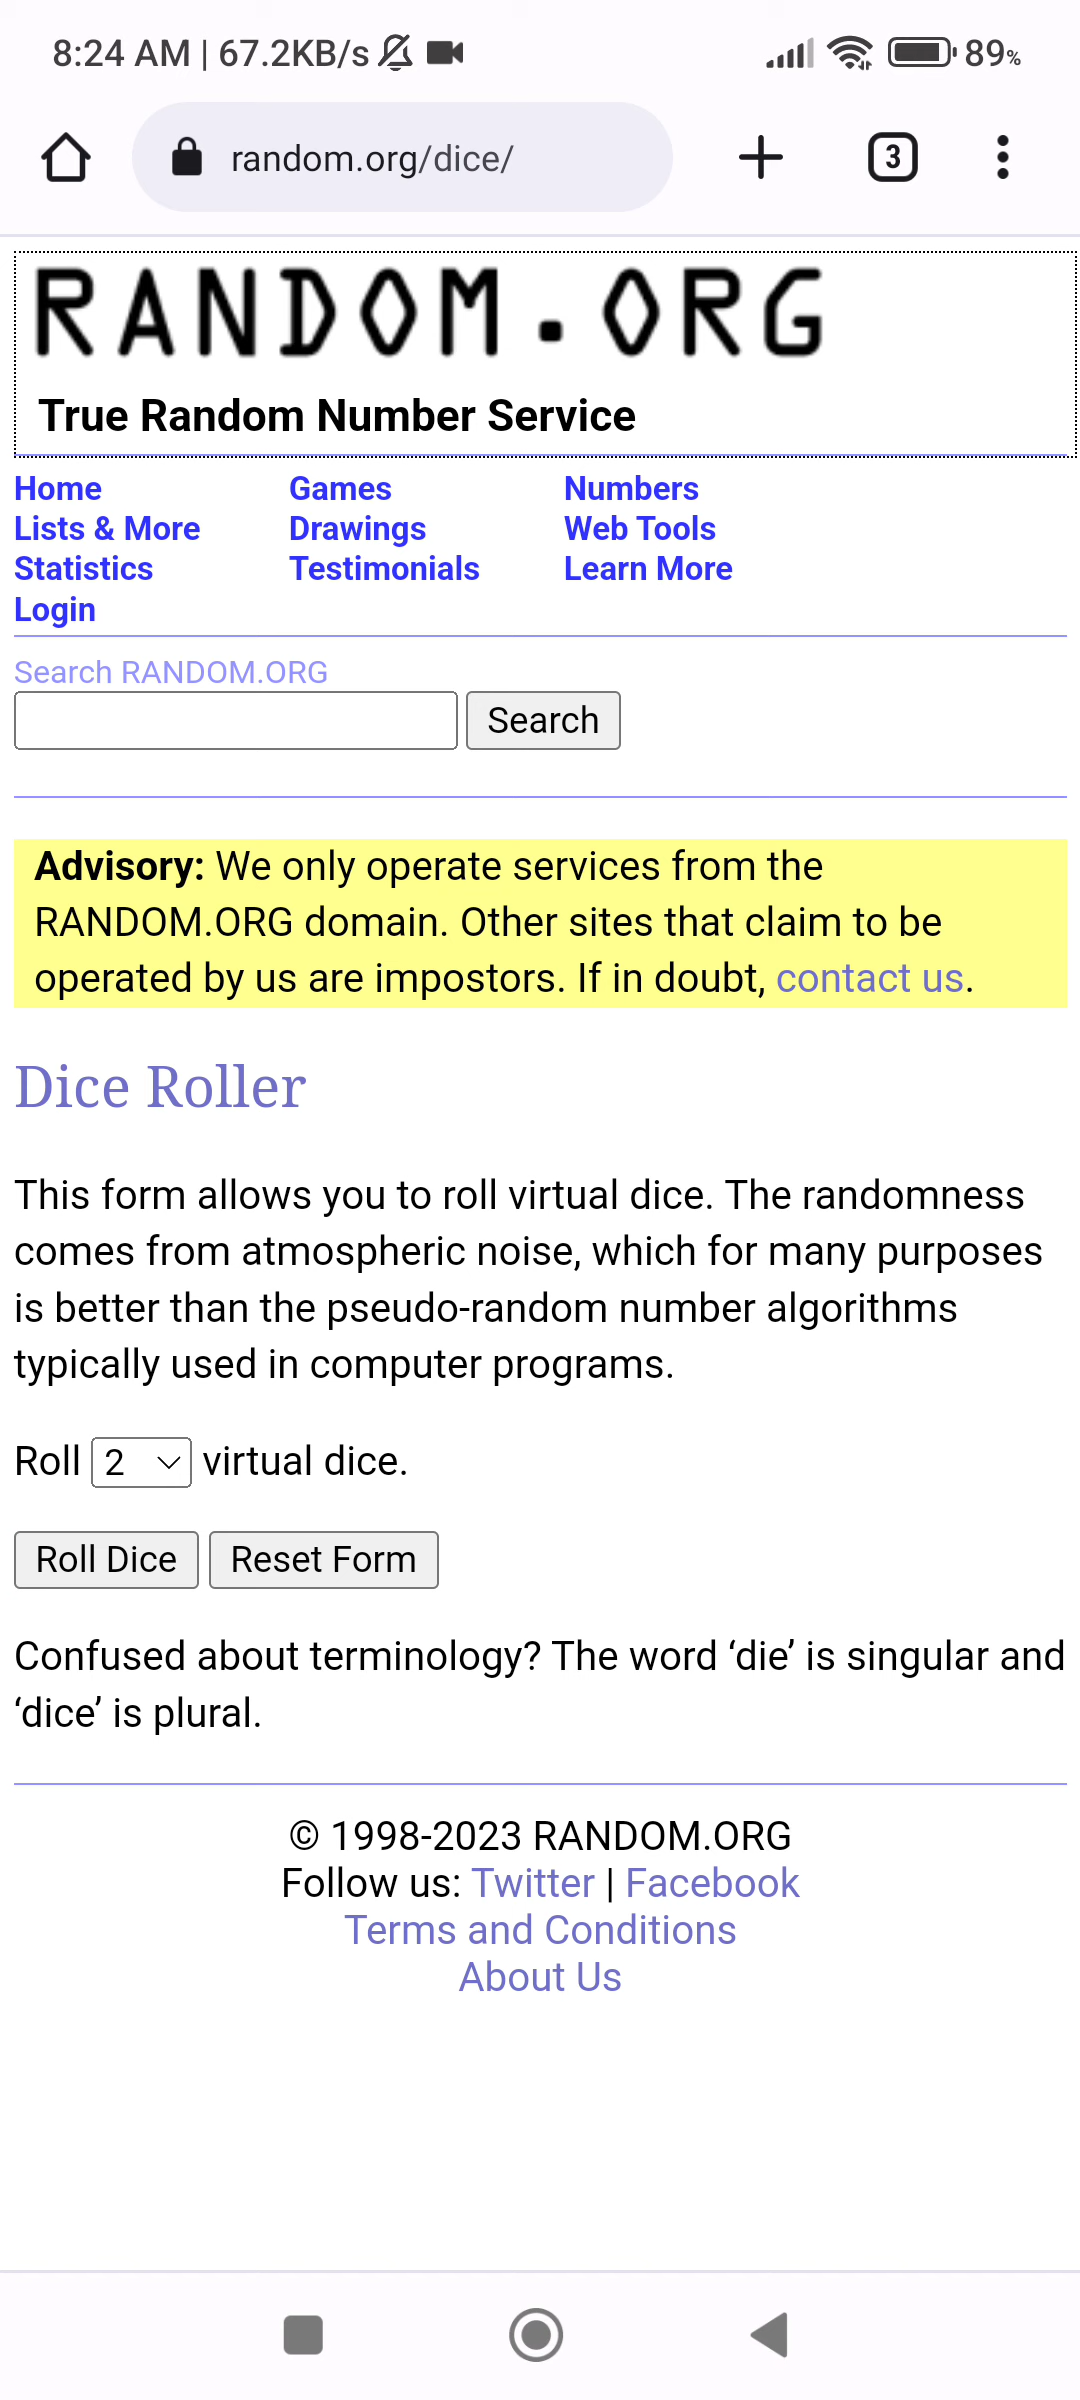 8:24 AM | 67.2KB/s 89%
random.org/dice/ 3
RANDOM.ORG
True Random Number Service
Home Games Numbers
Lists & More Drawings Web Tools
Statistics Testimonials Learn More
Login
Search RANDOM.ORG
Search
Advisory: We only operate services from the
RANDOM.ORG domain. Other sites that claim to be
operated by us are impostors. If in doubt, contact us.
Dice Roller
This form allows you to roll virtual dice. The randomness
comes from atmospheric noise, which for many purposes
is better than the pseudo-random number algorithms
typically used in computer programs.
Roll 2 virtual dice.
Roll Dice Reset Form
Confused about terminology? The word ‘die’ is singular and
‘dice’ is plural.
© 1998-2023 RANDOM.ORG
Follow us: Twitter | Facebook
Terms and Conditions
About Us